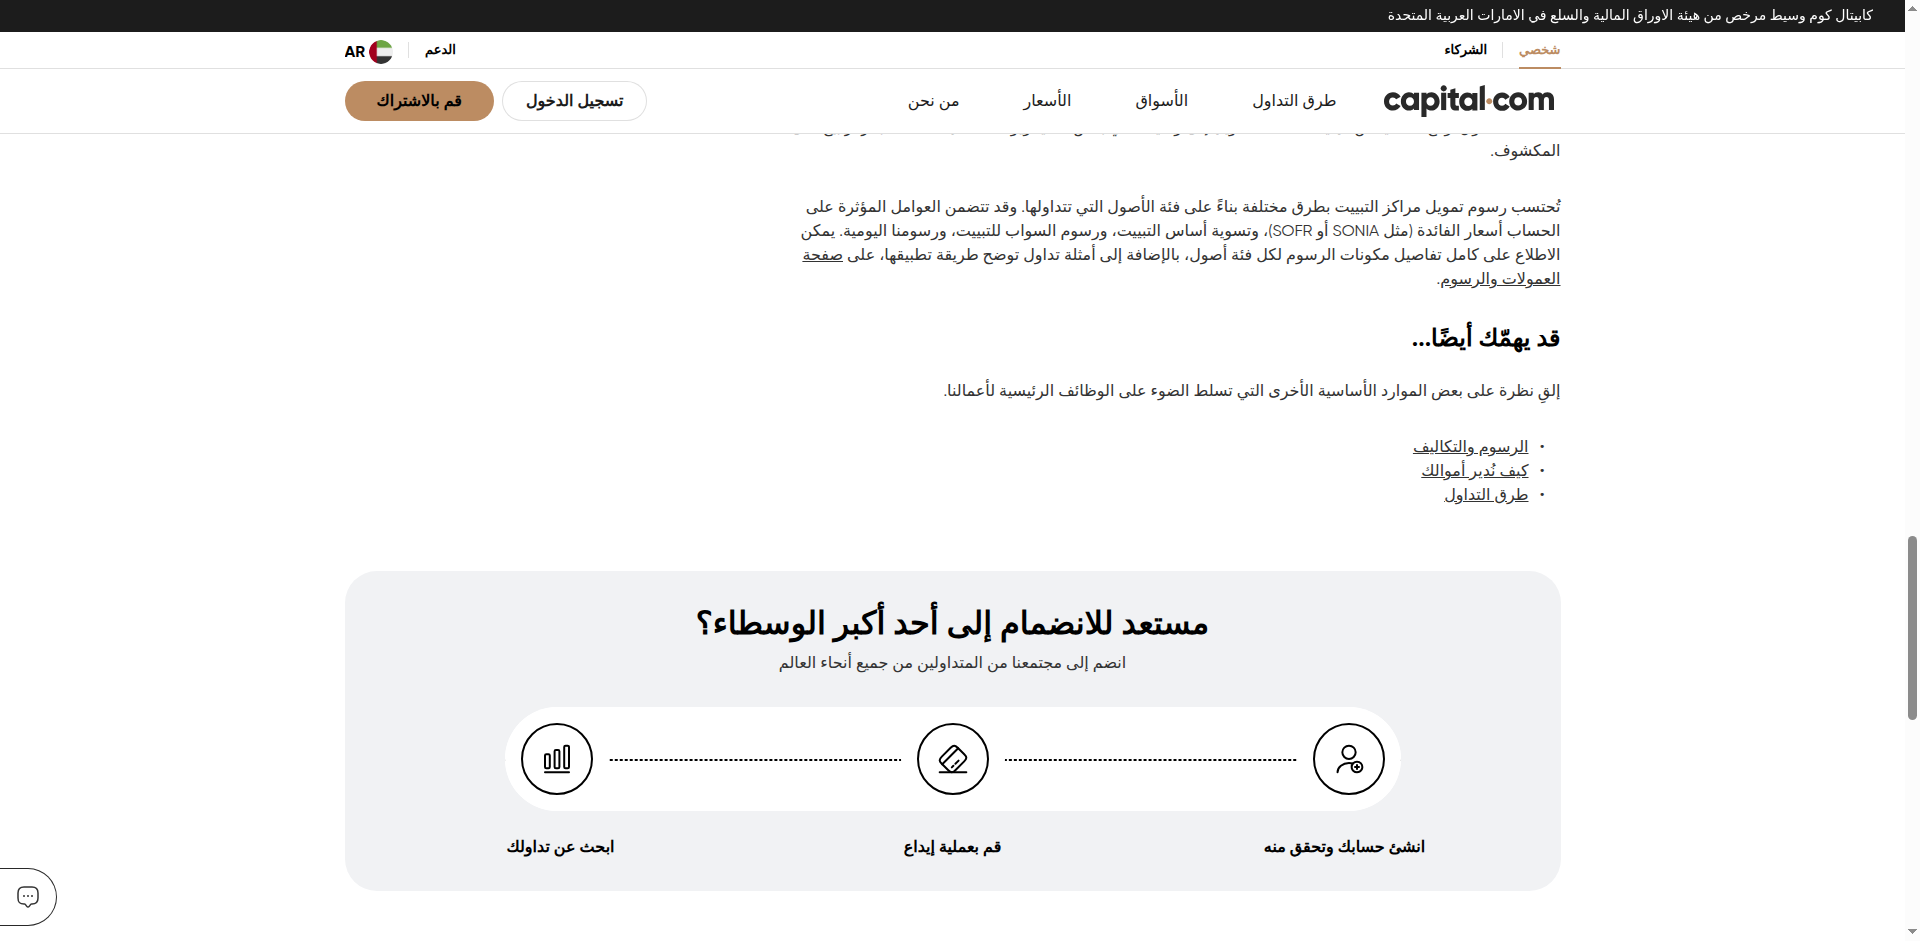 كابيتال كوم وسيط مرخص من هيئة الاوراق المالية والسلع في الامارات العربية المتحدة
شخصي
الشركاء
الدعم
AR
capital.com
طرق التداول
الأسواق
الأسعار
من نحن
تسجيل الدخول
قم بالاشتراك
المكشوف.
تُحتسب رسوم تمويل مراكز التبييت بطرق مختلفة بناءً على فئة الأصول التي تتداولها. وقد تتضمن العوامل المؤثرة على
الحساب أسعار الفائدة (مثل SONIA أو SOFR)، وتسوية أساس التبييت، ورسوم السواب للتبييت، ورسومنا اليومية. يمكن
الاطلاع على كامل تفاصيل مكونات الرسوم لكل فئة أصول، بالإضافة إلى أمثلة تداول توضح طريقة تطبيقها، على صفحة
العمولات والرسوم.
قد يهمّك أيضًا...
إلقِ نظرة على بعض الموارد الأساسية الأخرى التي تسلط الضوء على الوظائف الرئيسية لأعمالنا.
• الرسوم والتكاليف
• كيف نُدير أموالك
• طرق التداول
مستعد للانضمام إلى أحد أكبر الوسطاء؟
انضم إلى مجتمعنا من المتداولين من جميع أنحاء العالم
انشئ حسابك وتحقق منه
قم بعملية إيداع
ابحث عن تداولك